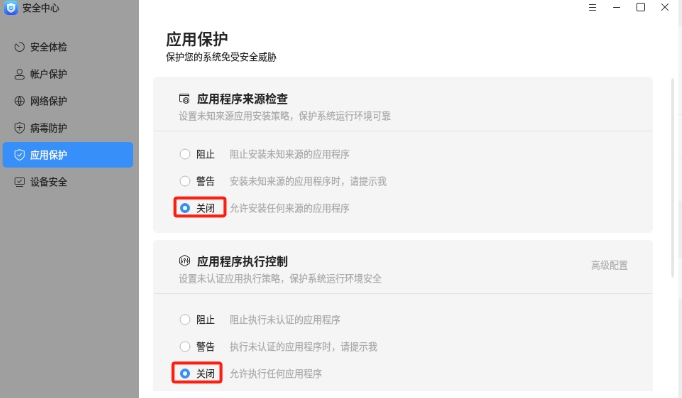 安全中心
安全体检
帐户保护
网络保护
病毒防护
应用保护
设备安全
应用保护
保护您的系统免受安全威胁
应用程序来源检查
设置未知来源应用安装策略，保护系统运行环境可靠
阻止 阻止安装未知来源的应用程序
警告 安装未知来源的应用程序时，请提示我
关闭 允许安装任何来源的应用程序
应用程序执行控制
高级配置
设置未认证应用执行策略，保护系统运行环境安全
阻止 阻止执行未认证的应用程序
警告 执行未认证的应用程序时，请提示我
关闭 允许执行任何应用程序